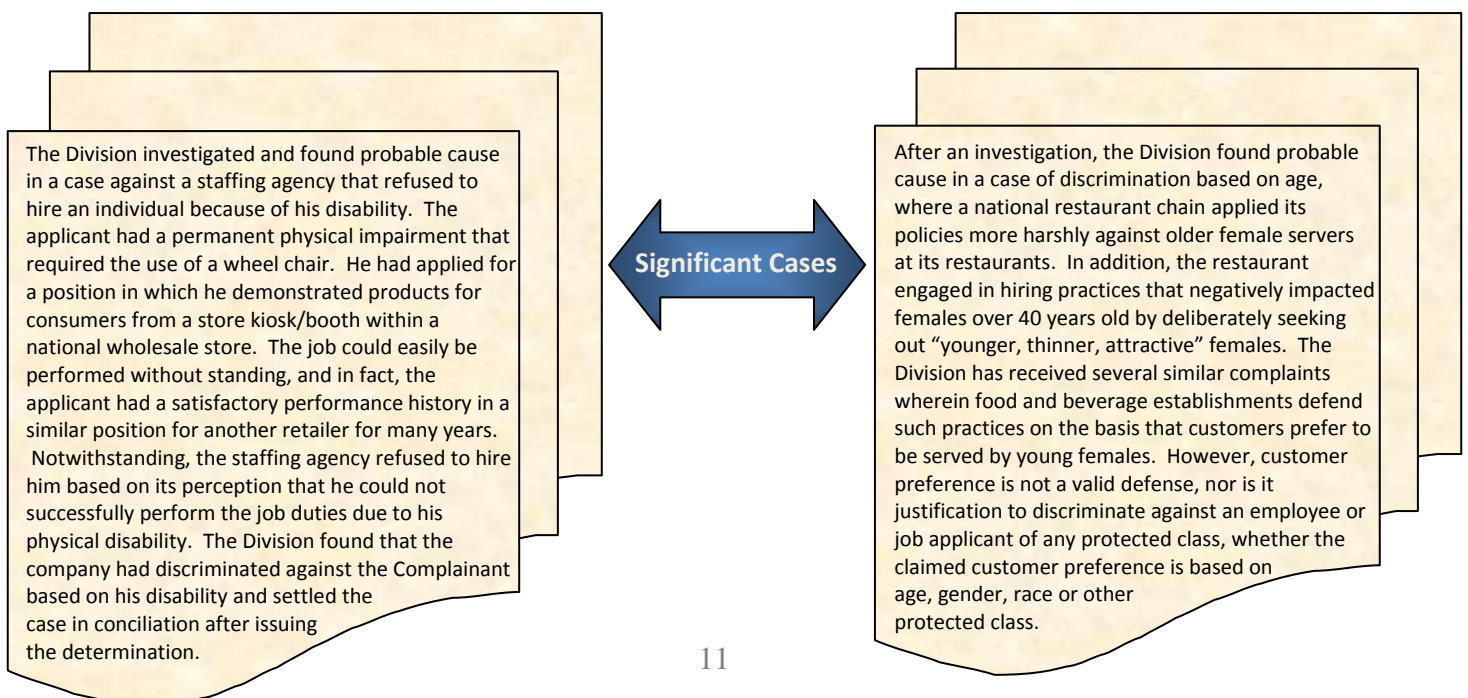 The Division investigated and found probable cause
in a case against a staffing agency that refused to
hire an individual because of his disability.  The
applicant had a permanent physical impairment that
required the use of a wheel chair.  He had applied for
a position in which he demonstrated products for
consumers from a store kiosk/booth within a
national wholesale store.  The job could easily be
performed without standing, and in fact, the
applicant had a satisfactory performance history in a
similar position for another retailer for many years.
Notwithstanding, the staffing agency refused to hire
him based on its perception that he could not
successfully perform the job duties due to his
physical disability.  The Division found that the
company had discriminated against the Complainant
based on his disability and settled the
case in conciliation after issuing
the determination.
Significant Cases
After an investigation, the Division found probable
cause in a case of discrimination based on age,
where a national restaurant chain applied its
policies more harshly against older female servers
at its restaurants.  In addition, the restaurant
engaged in hiring practices that negatively impacted
females over 40 years old by deliberately seeking
out “younger, thinner, attractive” females.  The
Division has received several similar complaints
wherein food and beverage establishments defend
such practices on the basis that customers prefer to
be served by young females.  However, customer
preference is not a valid defense, nor is it
justification to discriminate against an employee or
job applicant of any protected class, whether the
claimed customer preference is based on
age, gender, race or other
protected class.
11